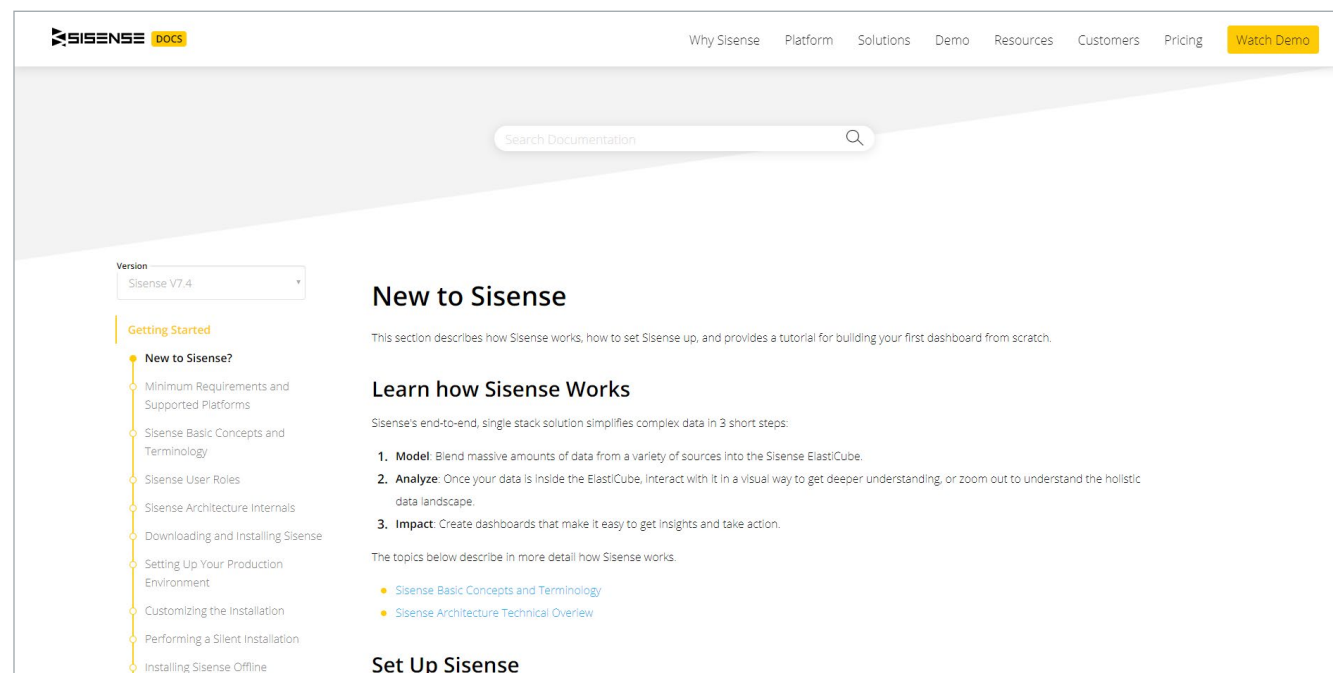 SISENSE DOCS
Why Sisense Platform Solutions Demo Resources Customers Pricing Watch Demo
Search Documentation
Version
Sisense V7.4
Getting Started
New to Sisense?
Minimum Requirements and
Supported Platforms
Sisense Basic Concepts and
Terminology
Sisense User Roles
Sisense Architecture Internals
Downloading and Installing Sisense
Setting Up Your Production
Environment
Customizing the Installation
Performing a Silent Installation
Installing Sisense Offline
New to Sisense
This section describes how Sisense works, how to set Sisense up, and provides a tutorial for building your first dashboard from scratch.
Learn how Sisense Works
Sisense's end-to-end, single stack solution simplifies complex data in 3 short steps:
1. Model: Blend massive amounts of data from a variety of sources into the Sisense ElastiCube.
2. Analyze: Once your data is inside the ElastiCube, interact with it in a visual way to get deeper understanding, or zoom out to understand the holistic
data landscape.
3. Impact: Create dashboards that make it easy to get insights and take action.
The topics below describe in more detail how Sisense works.
Sisense Basic Concepts and Terminology
Sisense Architecture Technical Overiew
Set Up Sisense